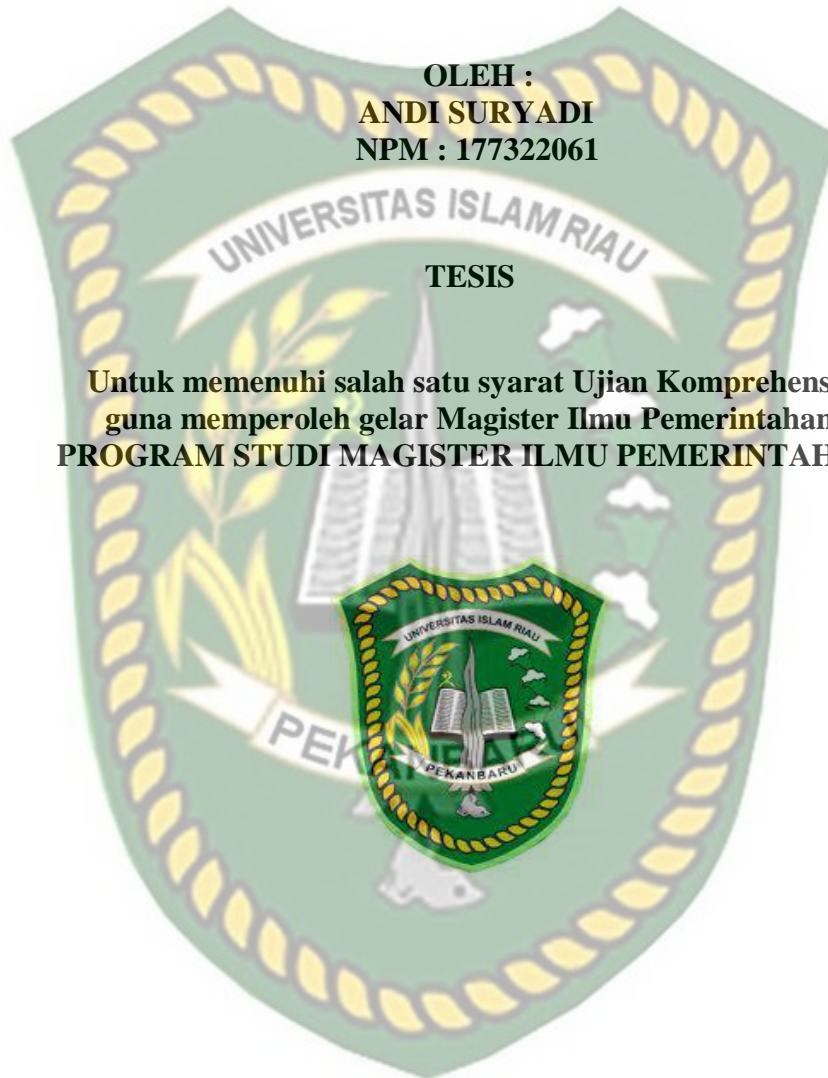 OLEH :
ANDI SURYADI
NPM : 177322061
UNIVERSITAS ISLAM RIAU
TESIS
Untuk memenuhi salah satu syarat Ujian Komprehens
guna memperoleh gelar Magister Ilmu Pemerintahan
PROGRAM STUDI MAGISTER ILMU PEMERINTAH
UNIVERSITAS ISLAM RIAU
PEKANBARU
PEKANBARU